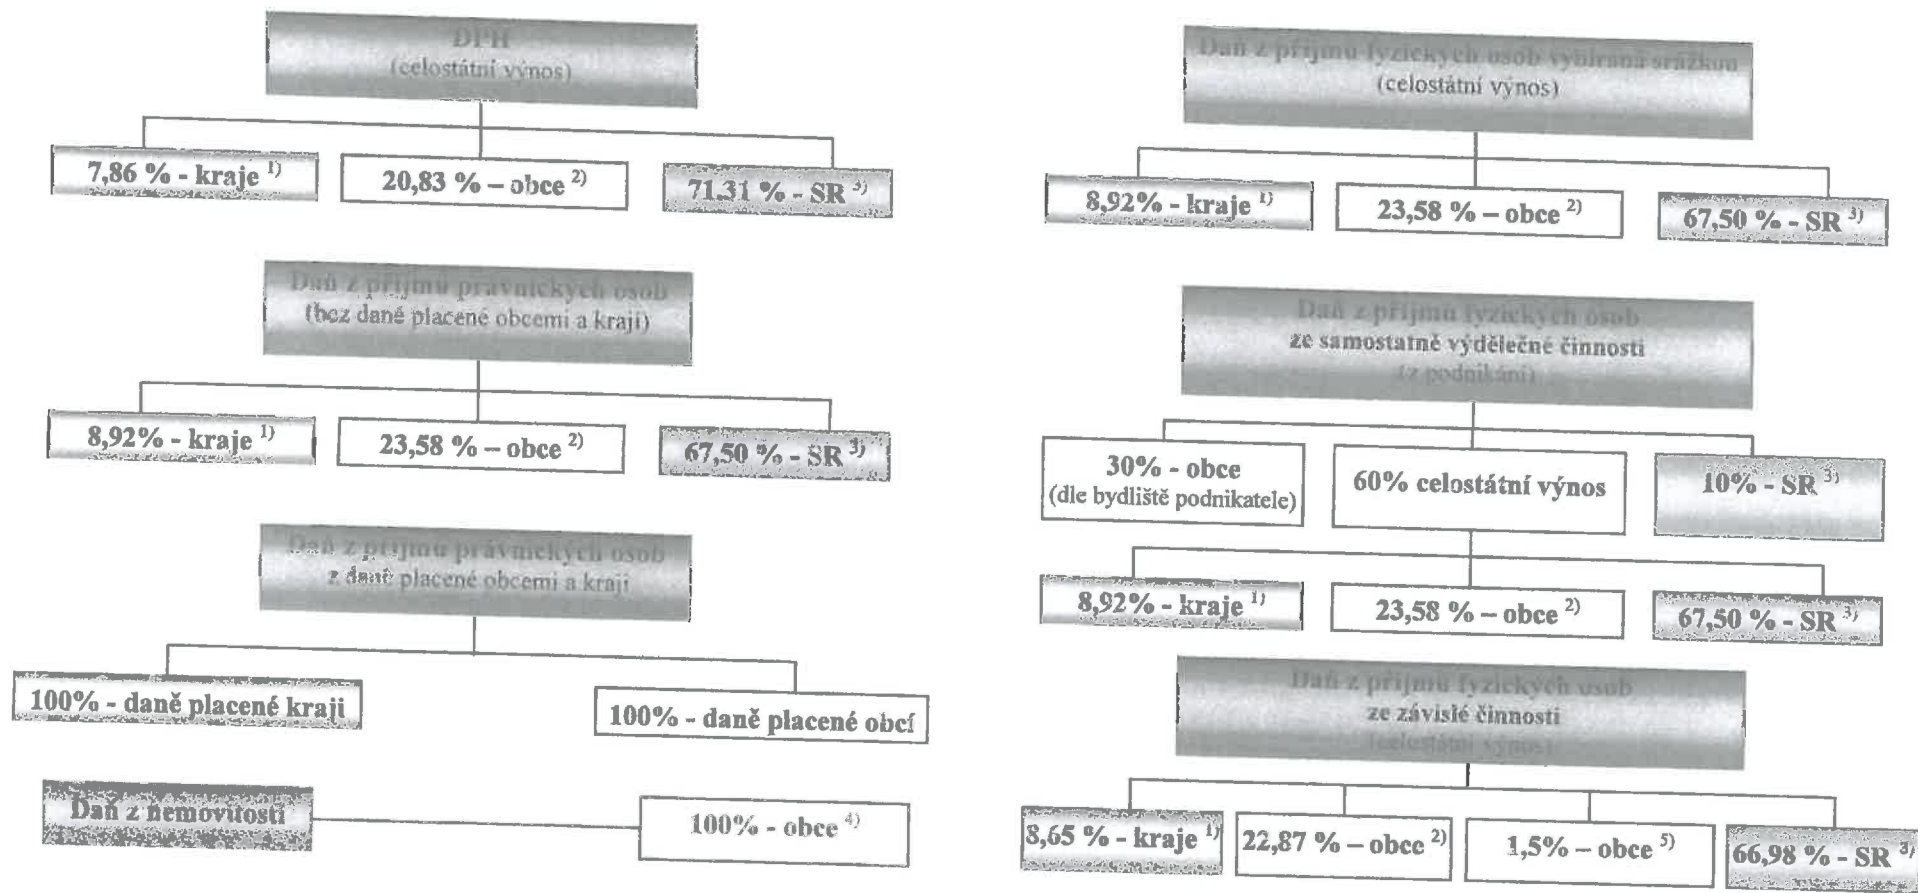 DPH
(celostátní výnos)
7,86 % - kraje 1)
20,83 % – obce 2)
71,31 % - SR 3)
Daň z příjmů právnických osob
(bez daně placené obcemi a kraji)
8,92% - kraje 1)
23,58 % – obce 2)
67,50 % - SR 3)
Daň z příjmů právnických osob
z daně placené obcemi a kraji
100% - daně placené kraji
100% - daně placené obcí
Daň z nemovitostí
100% - obce 4)
Daň z příjmu fyzických osob vybíraná srážkou
(celostátní výnos)
8,92% - kraje 1)
23,58 % – obce 2)
67,50 % - SR 3)
Daň z příjmu fyzických osob
ze samostatně výdělečné činnosti
(z podnikání)
30% - obce
(dle bydliště podnikatele)
60% celostátní výnos
10% - SR 3)
8,92% - kraje 1)
23,58 % – obce 2)
67,50 % - SR 3)
Daň z příjmu fyzických osob
ze závislé činnosti
(celostátní výnos)
8,65 % - kraje 1)
22,87 % – obce 2)
1,5% – obce 5)
66,98 % - SR 3)